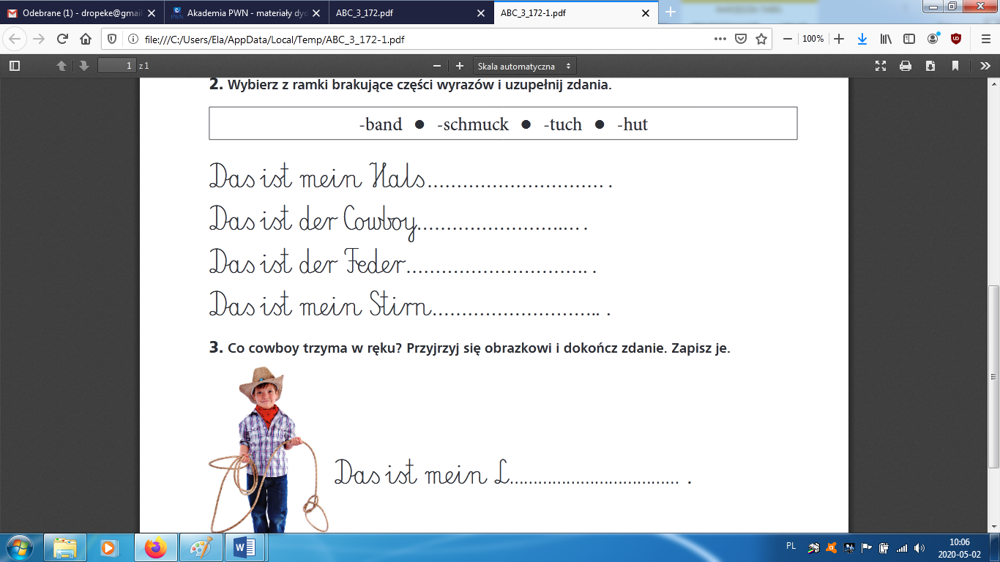 Odebrane (1) - dropeke@gmail
Akademia PWN - materiały dyd
ABC_3_172.pdf
ABC_3_172-1.pdf
file:///C:/Users/Ela/AppData/Local/Temp/ABC_3_172-1.pdf
100%
1 z 1
Skala automatyczna
2. Wybierz z ramki brakujące części wyrazów i uzupełnij zdania.
-band ● -schmuck ● -tuch ● -hut
Das ist mein Hals.............................. .
Das ist der Cowboy............................ .
Das ist der Feder.............................. .
Das ist mein Stirn............................. .
3. Co cowboy trzyma w ręku? Przyjrzyj się obrazkowi i dokończ zdanie. Zapisz je.
Das ist mein L.................................... .
PL
10:06
2020-05-02